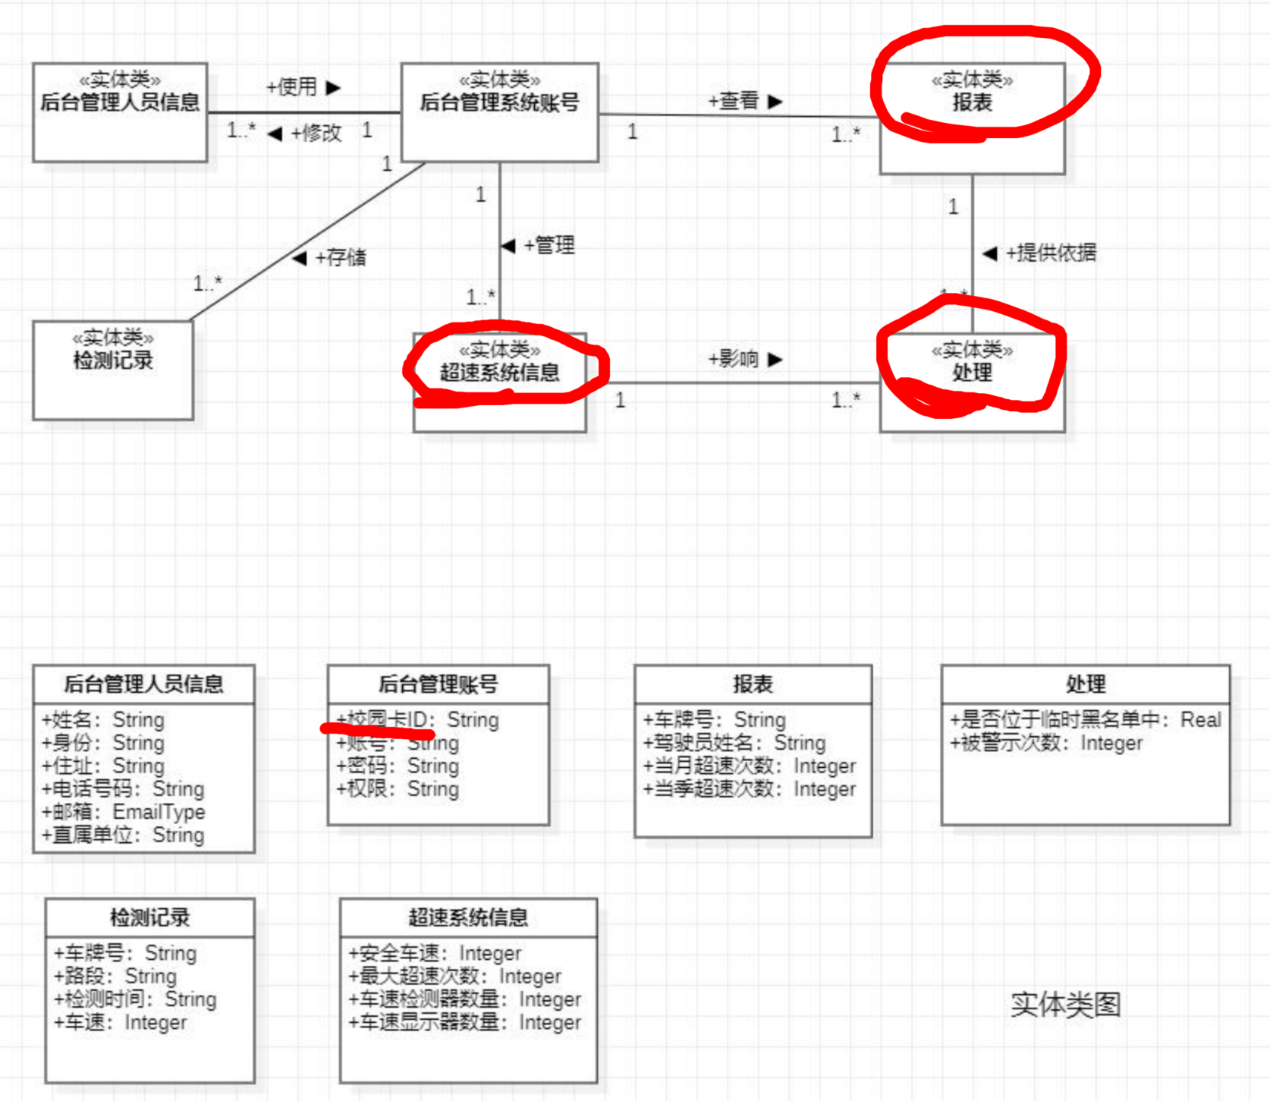 «实体类»
后台管理人员信息
+使用 ▶
1..* ◀ +修改 1
«实体类»
后台管理系统账号
+查看 ▶
1
1..*
«实体类»
报表
1
◀ +存储
1..*
1
◀ +管理
1..*
1
◀ +提供依据
1..*
«实体类»
检测记录
«实体类»
超速系统信息
+影响 ▶
1
1..*
«实体类»
处理
后台管理人员信息
+姓名：String
+身份：String
+住址：String
+电话号码：String
+邮箱：EmailType
+直属单位：String
后台管理账号
+校园卡ID：String
+账号：String
+密码：String
+权限：String
报表
+车牌号：String
+驾驶员姓名：String
+当月超速次数：Integer
+当季超速次数：Integer
处理
+是否位于临时黑名单中：Real
+被警示次数：Integer
检测记录
+车牌号：String
+路段：String
+检测时间：String
+车速：Integer
超速系统信息
+安全车速：Integer
+最大超速次数：Integer
+车速检测器数量：Integer
+车速显示器数量：Integer
实体类图